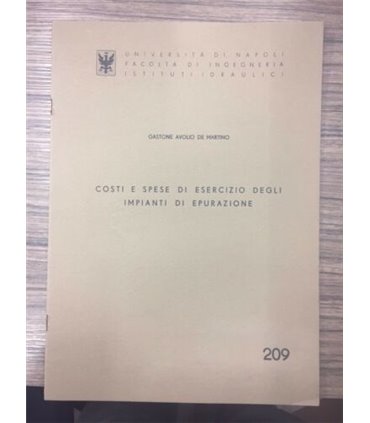 UNIVERSITÀ DI NAPOLI
FACOLTÀ DI INGEGNERIA
ISTITUTI IDRAULICI
GASTONE AVOLIO DE MARTINO
COSTI E SPESE DI ESERCIZIO DEGLI
IMPIANTI DI EPURAZIONE
209